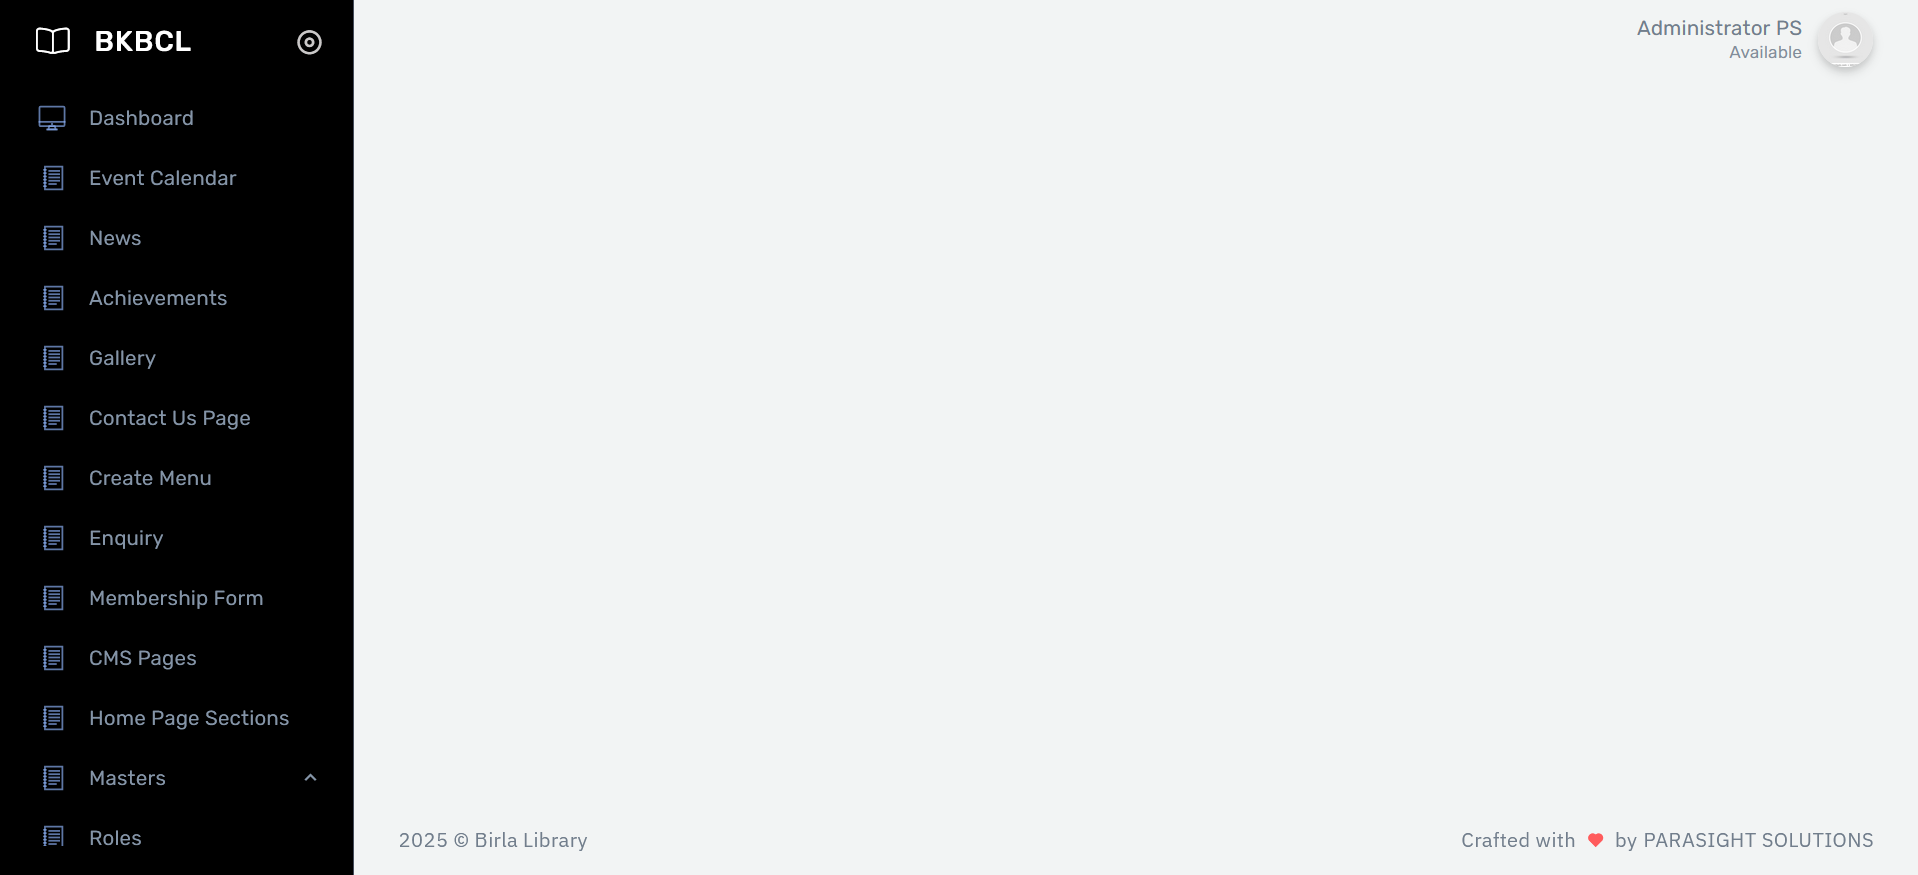 BKBCL
Dashboard
Event Calendar
News
Achievements
Gallery
Contact Us Page
Create Menu
Enquiry
Membership Form
CMS Pages
Home Page Sections
Masters
Roles
Administrator PS
Available
2025 © Birla Library
Crafted with ♥ by PARASIGHT SOLUTIONS